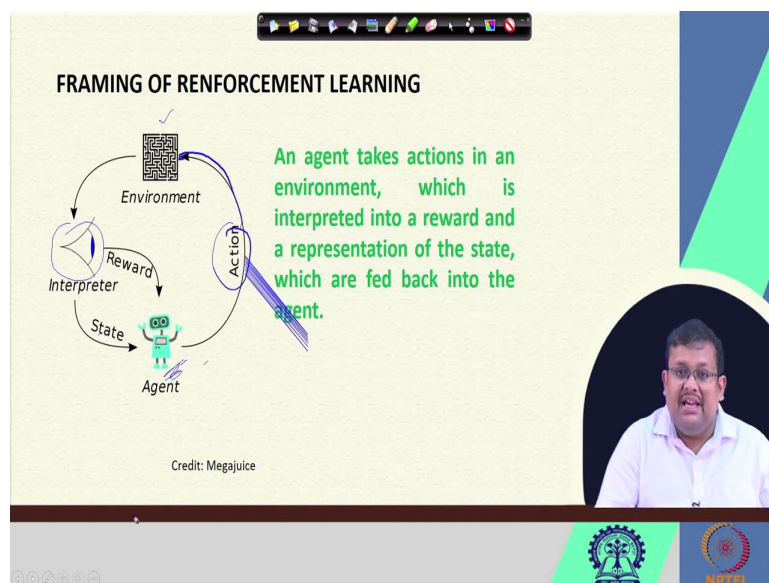 FRAMING OF RENFORCEMENT LEARNING
Environment
Interpreter
Reward
State
Agent
Action
An agent takes actions in an
environment, which is
interpreted into a reward and
a representation of the state,
which are fed back into the
agent.
Credit: Megajuice
NPTEL